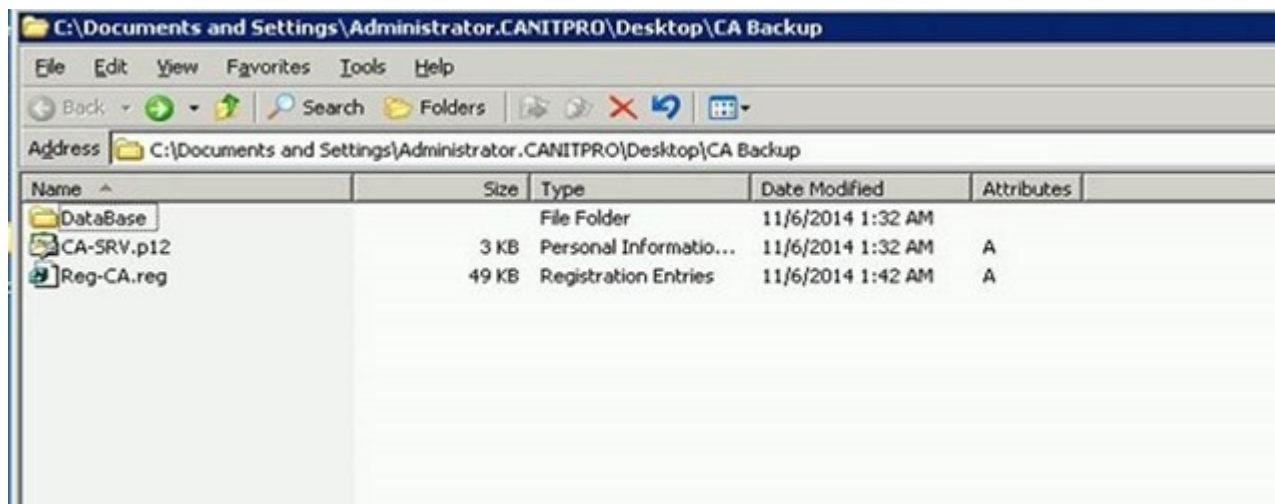 C:\Documents and Settings\Administrator.CANITPRO\Desktop\CA Backup
File Edit View Favorites Tools Help
Back Search Folders
Address C:\Documents and Settings\Administrator.CANITPRO\Desktop\CA Backup
Name Size Type Date Modified Attributes
DataBase File Folder 11/6/2014 1:32 AM
CA-SRV.p12 3 KB Personal Informatio... 11/6/2014 1:32 AM A
Reg-CA.reg 49 KB Registration Entries 11/6/2014 1:42 AM A